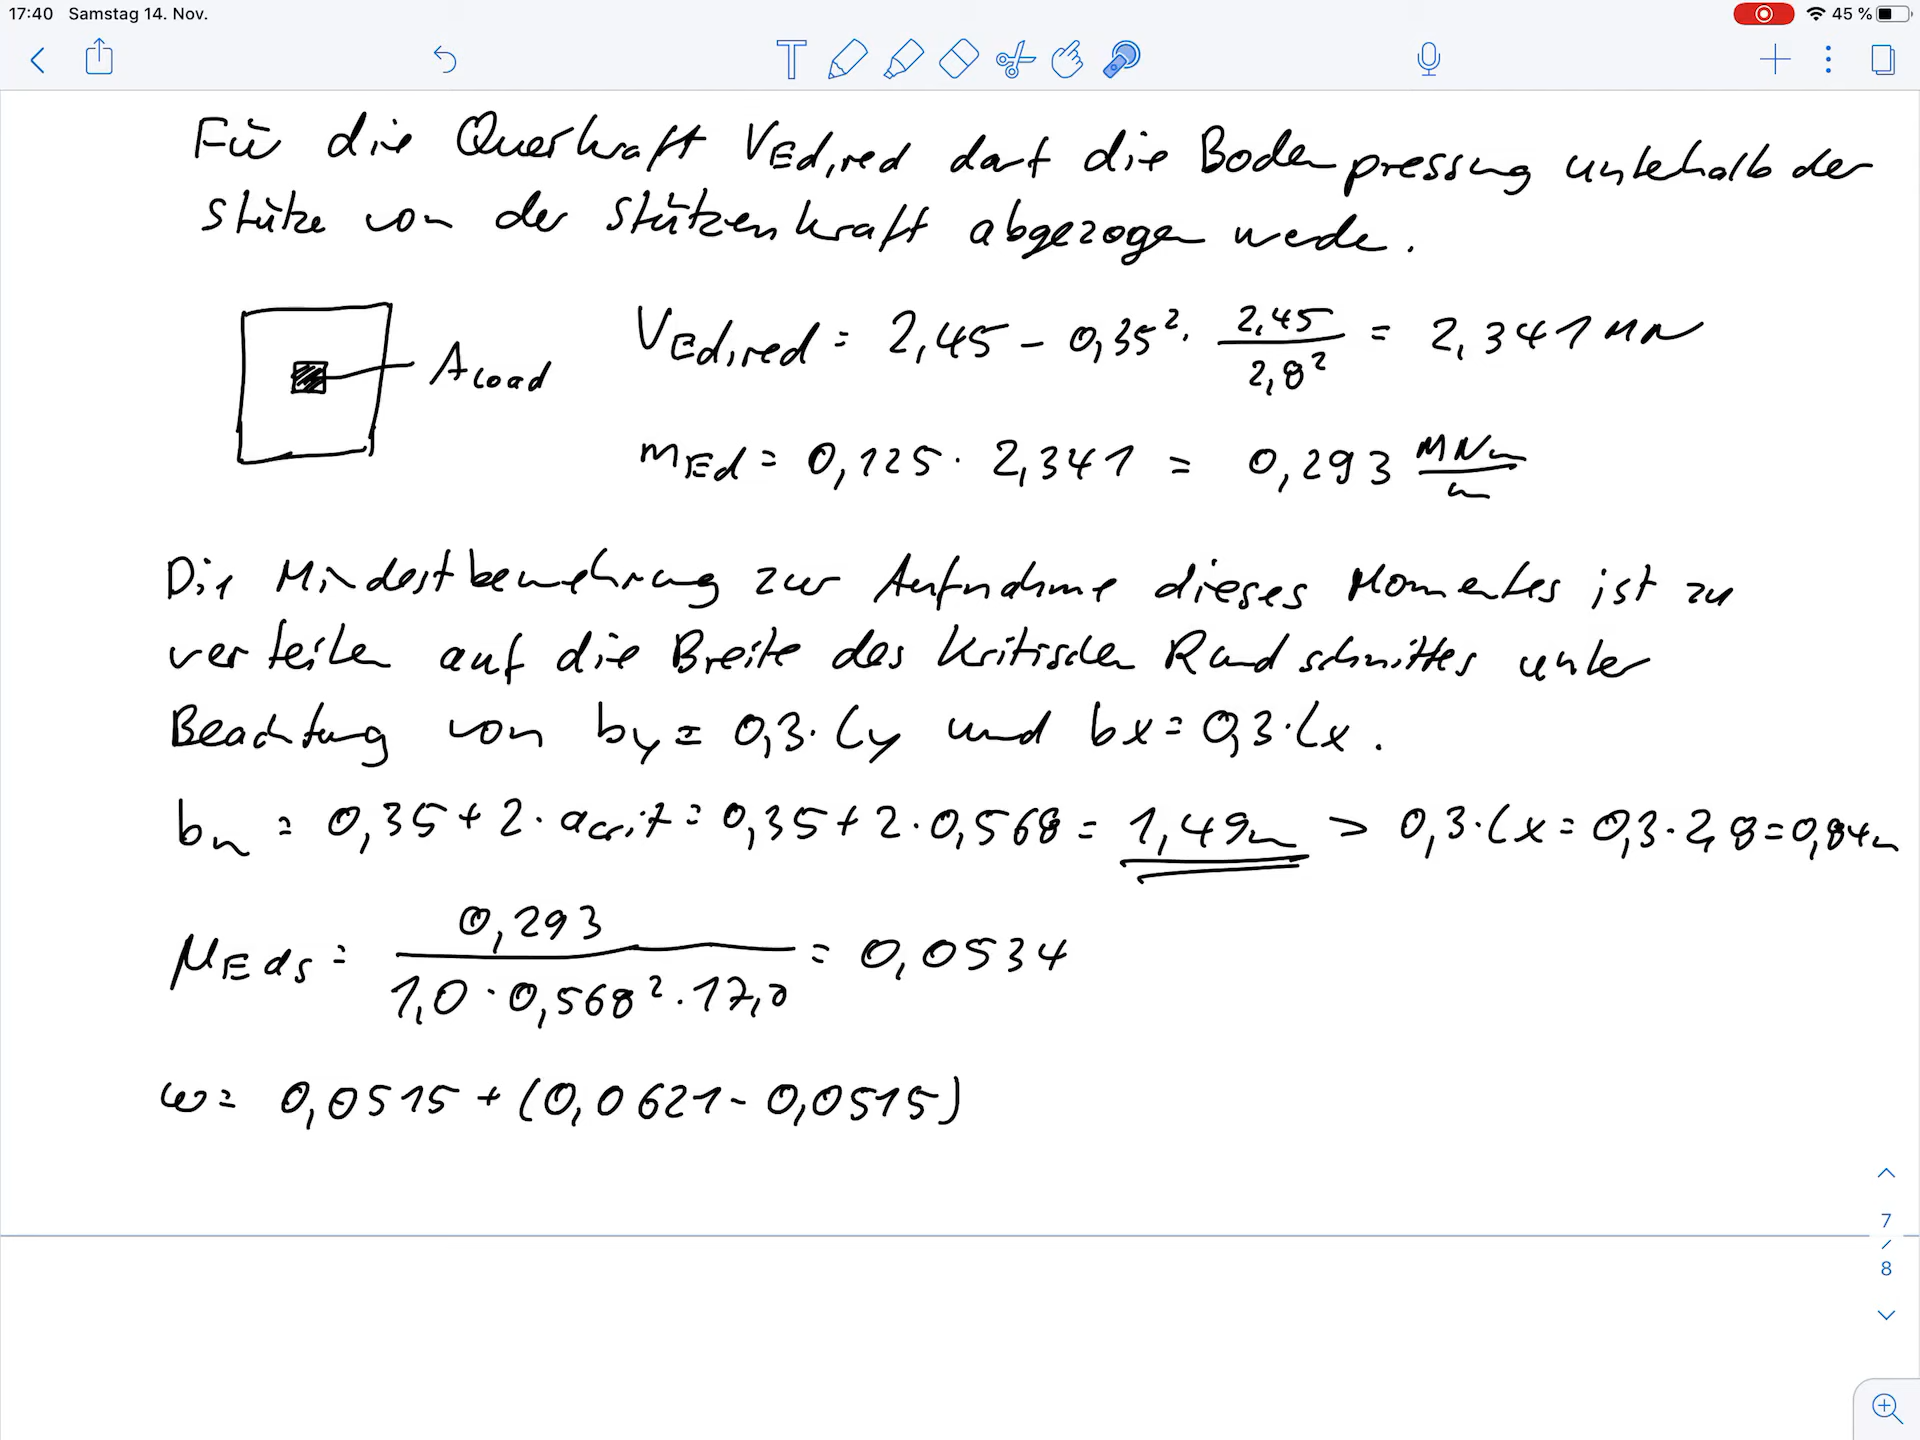 17:40 Samstag 14. Nov. 45 %
Für die Querkraft VEd,red darf die Bodenpressung unterhalb der
Stütze von der Stützenkraft abgezogen werden.
Aload
VEd,red = 2,45 - 0,35² · 2,45 / 2,8² = 2,341 MN
mEd = 0,125 · 2,341 = 0,293 MNm/m
Die Mindestbewehrung zur Aufnahme dieses Momentes ist zu
verteilen auf die Breite des kritischen Randschnittes unter
Beachtung von by = 0,3 · ly und bx = 0,3 · lx .
bn = 0,35 + 2 · acrit = 0,35 + 2 · 0,568 = 1,49m > 0,3 · lx = 0,3 · 2,8 = 0,84m
μEds = 0,293 / 1,0 · 0,568² · 17,0 = 0,0534
ω = 0,0515 + (0,0621 - 0,0515)
7
/
8